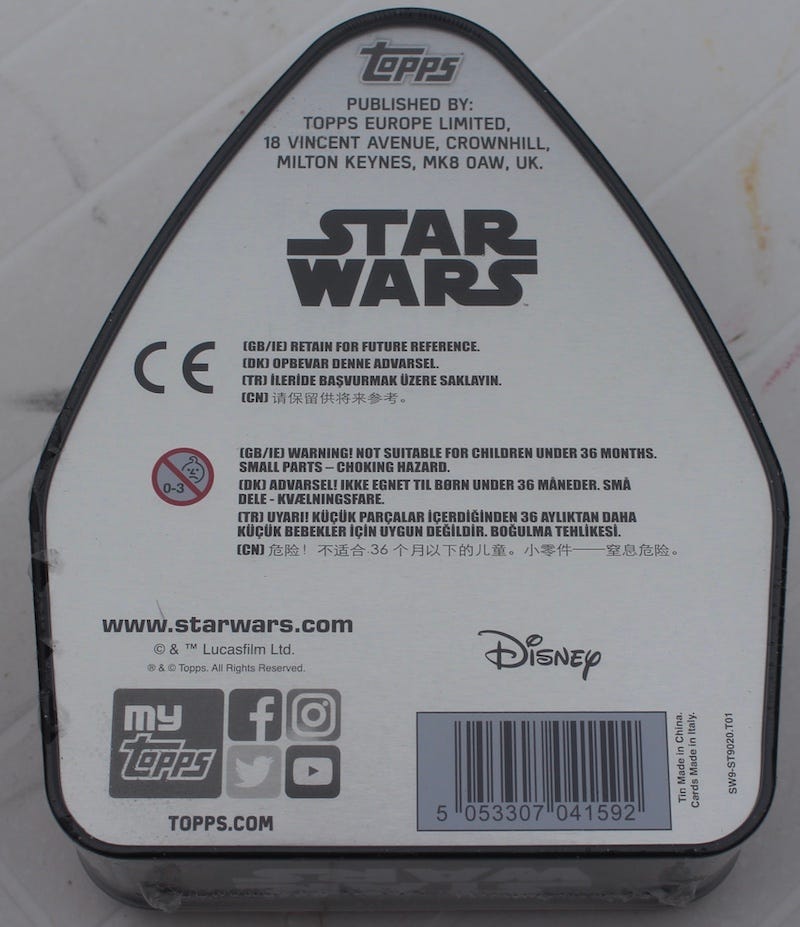 TOPPS
PUBLISHED BY:
TOPPS EUROPE LIMITED,
18 VINCENT AVENUE, CROWNHILL,
MILTON KEYNES, MK8 0AW, UK.
STAR
WARS
™
CE
(GB/IE) RETAIN FOR FUTURE REFERENCE.
(DK) OPBEVAR DENNE ADVARSEL.
(TR) İLERİDE BAŞVURMAK ÜZERE SAKLAYIN.
(CN) 请保留供将来参考。
0-3
(GB/IE) WARNING! NOT SUITABLE FOR CHILDREN UNDER 36 MONTHS.
SMALL PARTS – CHOKING HAZARD.
(DK) ADVARSEL! IKKE EGNET TIL BØRN UNDER 36 MÅNEDER. SMÅ
DELE - KVÆLNINGSFARE.
(TR) UYARI! KÜÇÜK PARÇALAR İÇERDİĞİNDEN 36 AYLIKTAN DAHA
KÜÇÜK BEBEKLER İÇİN UYGUN DEĞİLDİR. BOĞULMA TEHLİKESİ.
(CN) 危险！不适合 36 个月以下的儿童。小零件——窒息危险。
www.starwars.com
© & ™ Lucasfilm Ltd.
® & © Topps. All Rights Reserved.
Disney
my
TOPPS
TOPPS.COM
5 053307 041592
Tin Made in China.
Cards Made in Italy.
SW9-ST9020.T01